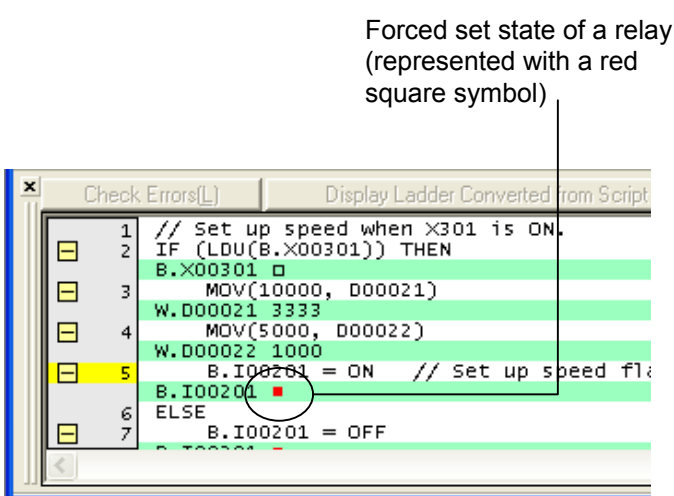 Forced set state of a relay
(represented with a red
square symbol)
Check Errors(L) Display Ladder Converted from Script
1 // Set up speed when X301 is ON.
2 IF (LDU(B.X00301)) THEN
B.X00301
3 MOV(10000, D00021)
W.D00021 3333
4 MOV(5000, D00022)
W.D00022 1000
5 B.I00201 = ON // Set up speed fla
B.I00201
6 ELSE
7 B.I00201 = OFF
B.I00201